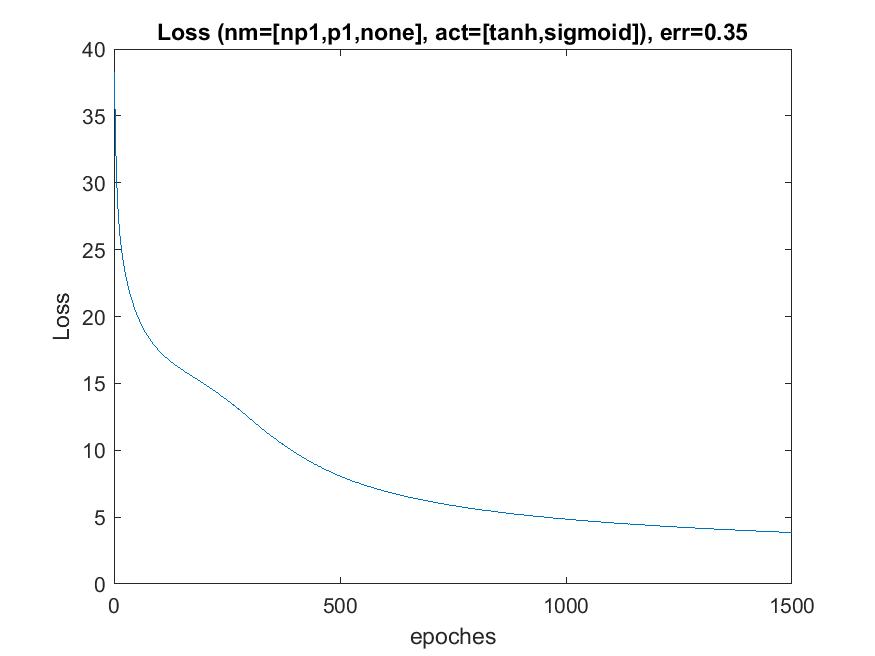 Loss (nm=[np1,p1,none], act=[tanh,sigmoid]), err=0.35
40
35
30
25
20
15
10
5
0
Loss
0 500 1000 1500
epoches